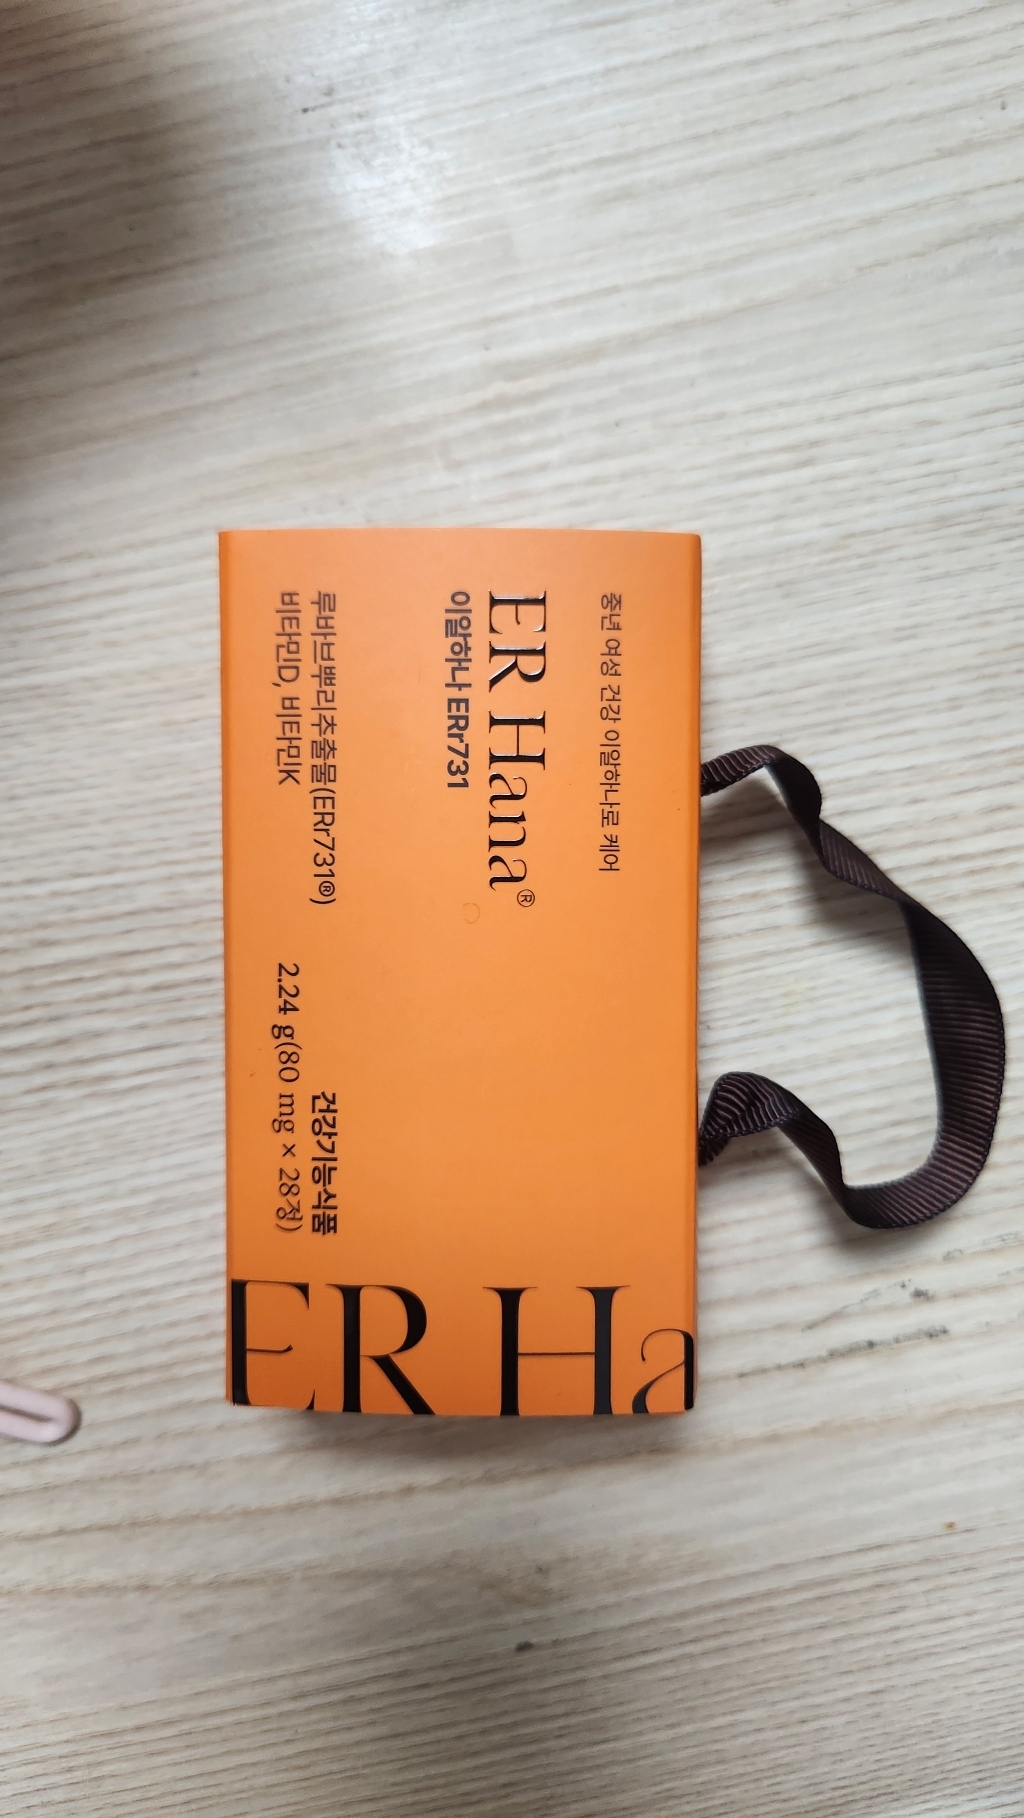 중년 여성 건강 이알하나로 케어
ER Hana®
이알하나 ERr731
루바브뿌리추출물(ERr731®)
비타민D, 비타민K
건강기능식품
2.24 g(80 mg × 28정)
ER Ha